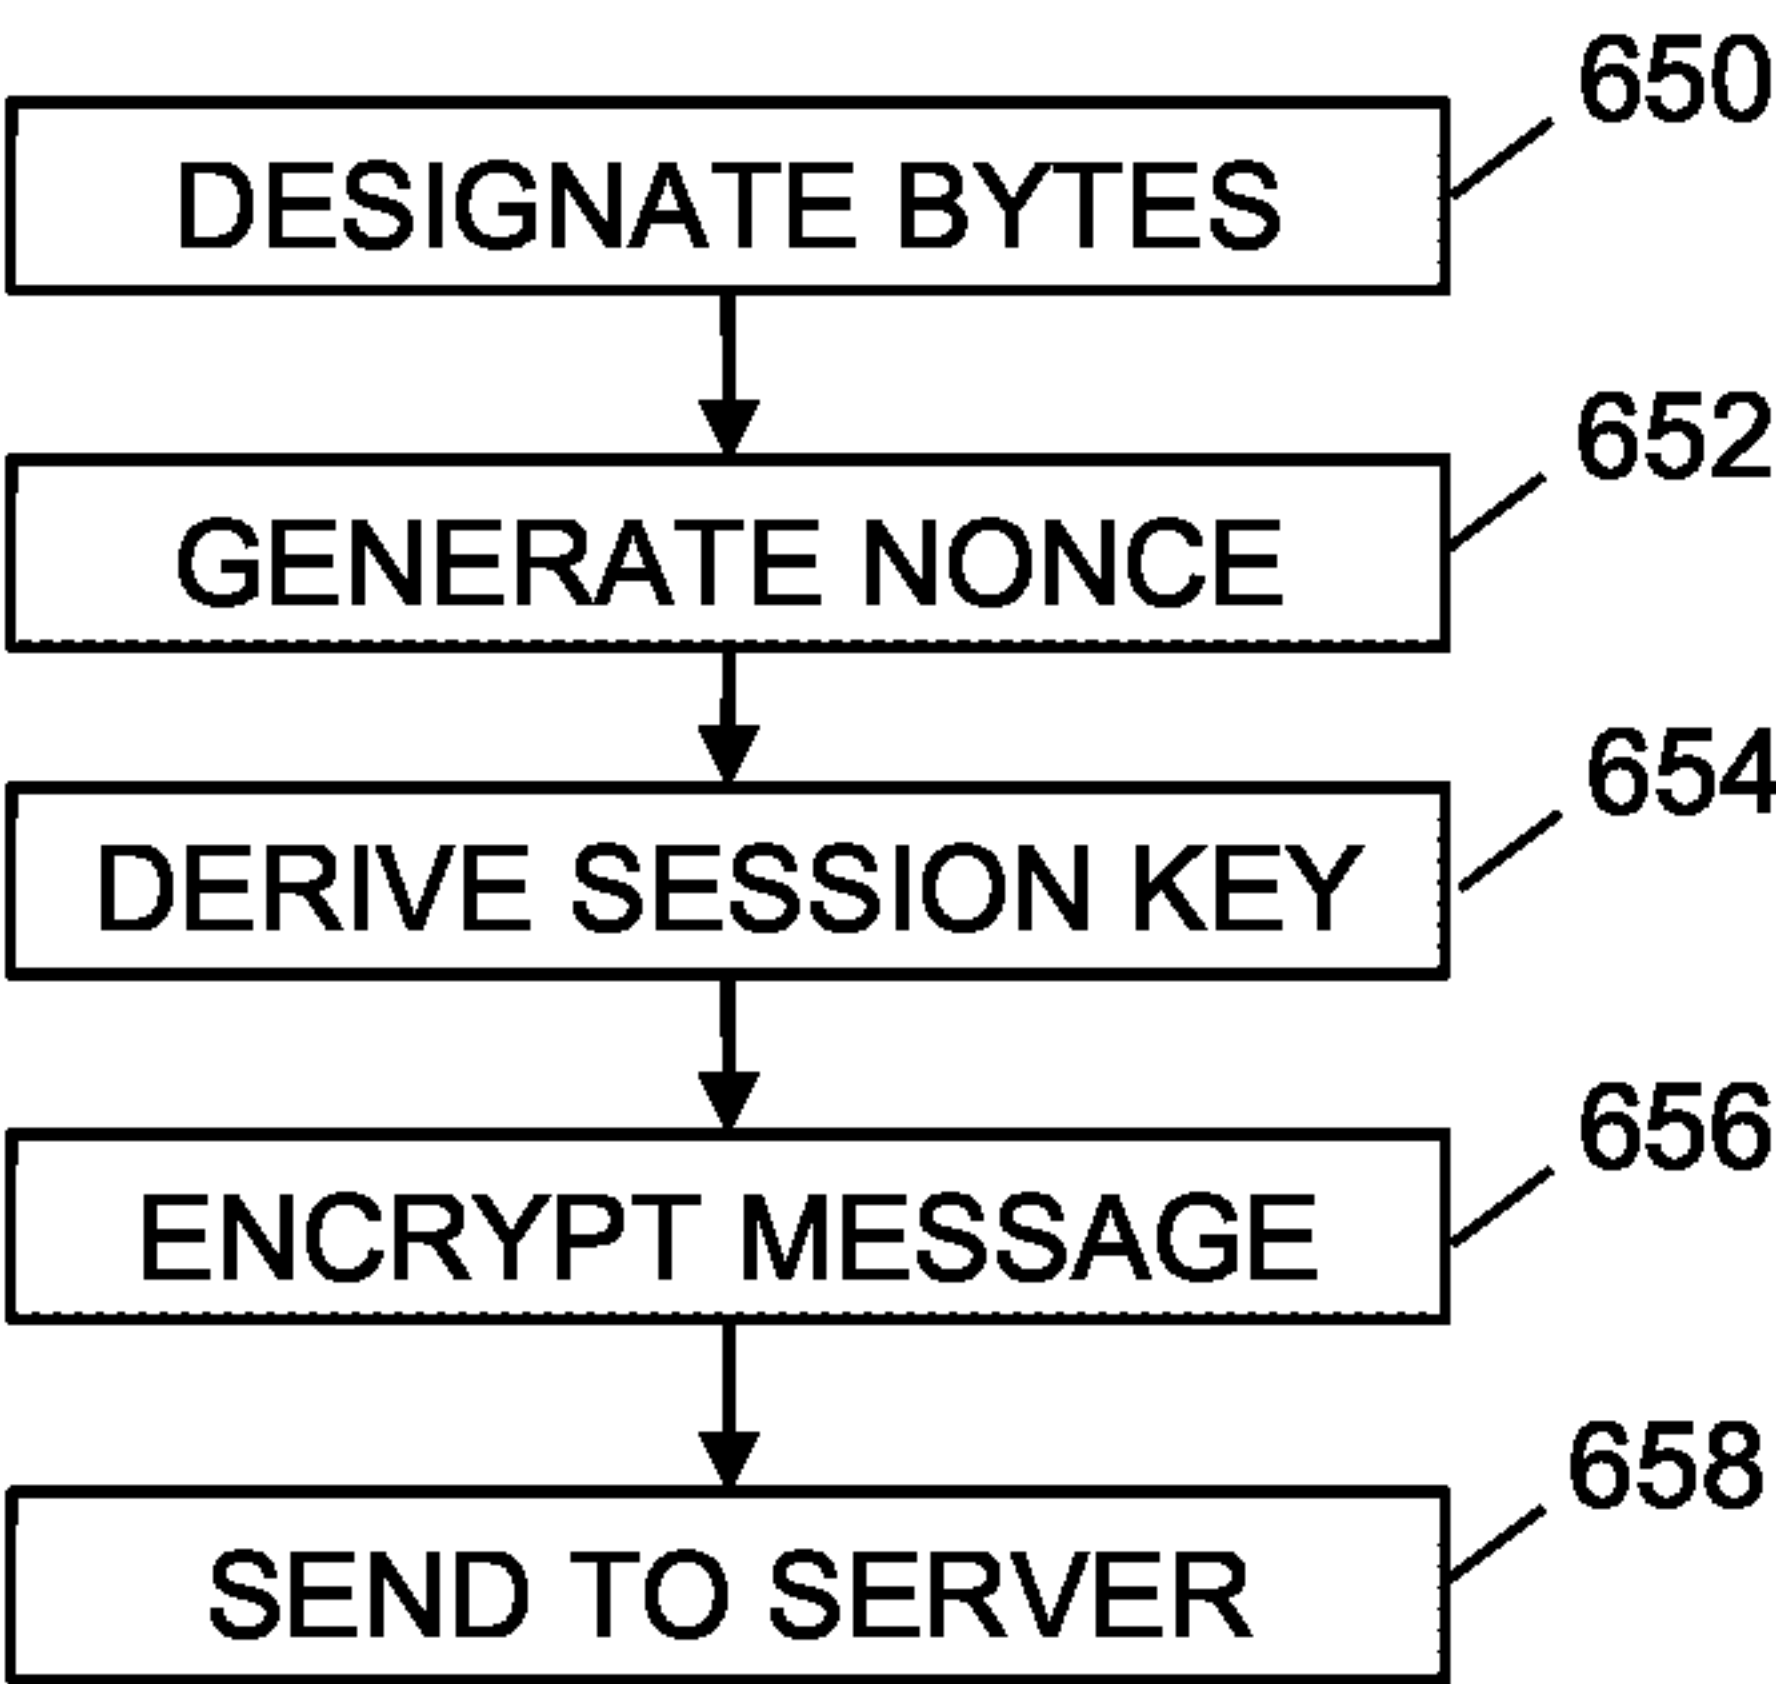 650
DESIGNATE BYTES
652
GENERATE NONCE
654
DERIVE SESSION KEY
656
ENCRYPT MESSAGE
658
SEND TO SERVER